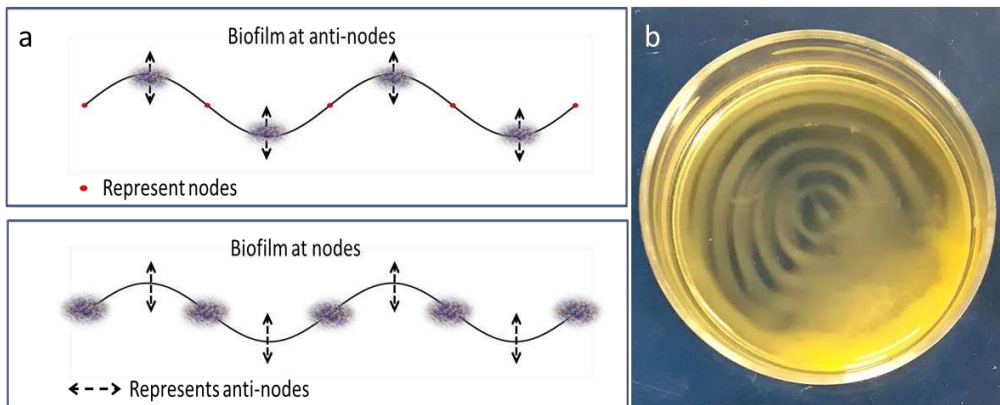 a
Biofilm at anti-nodes
Represent nodes
Biofilm at nodes
Represents anti-nodes
b